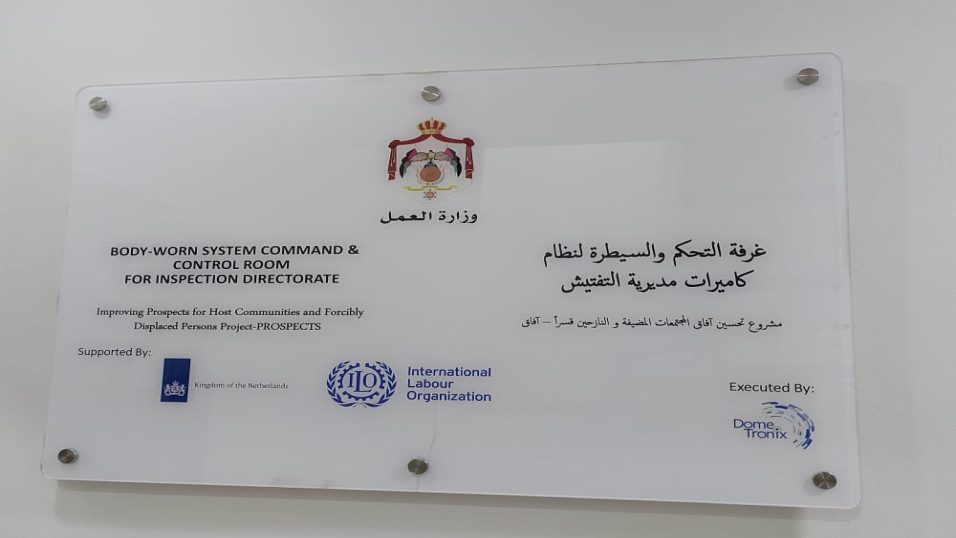 وزارة العمل
BODY-WORN SYSTEM COMMAND &
CONTROL ROOM
FOR INSPECTION DIRECTORATE
Improving Prospects for Host Communities and Forcibly
Displaced Persons Project-PROSPECTS
غرفة التحكم والسيطرة لنظام
كاميرات مديرية التفتيش
مشروع تحسين آفاق المجتمعات المضيفة و النازحين قسراً – آفاق
Supported By:
Kingdom of the Netherlands
ILO
International
Labour
Organization
Executed By:
Dome
Tronix